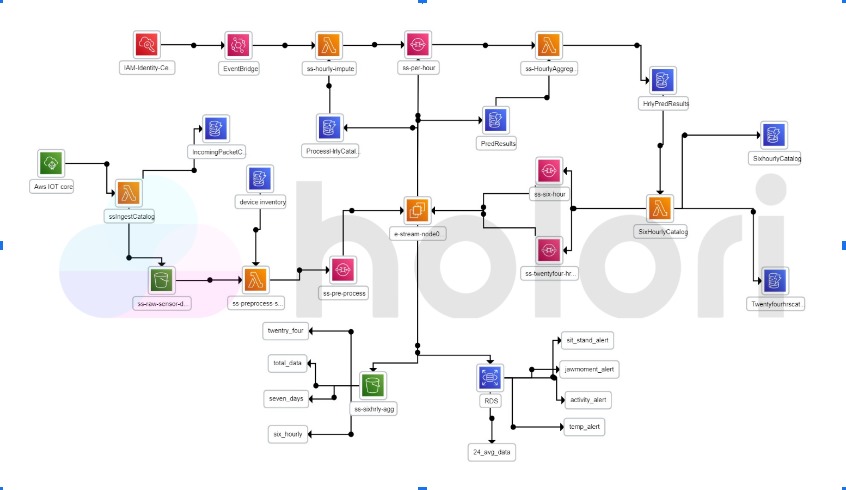 IAM-Identity-Ce..
EventBridge
ss-hourly-impute
ss-per-hour
ss-HourlyAggreg..
HrlyPredResults
ProcessHrlyCatal..
PredResults
IncomingPacketC..
SixhourlyCatalog
Aws IOT core
ssIngestCatalog
device inventory
ss-six-hour
e-stream-node0..
SixHourlyCatalog
holori
ss-raw-sensor-d...
ss preprocess s...
ss-pre-process
ss-twentyfour-hr...
Twentyfourhrscat
twentry_four
total_data
seven_days
six_hourly
ss-sixhrly-agg
RDS
24_avg_data
sit_stand_alert
jawmoment_alert
activity_alert
temp_alert